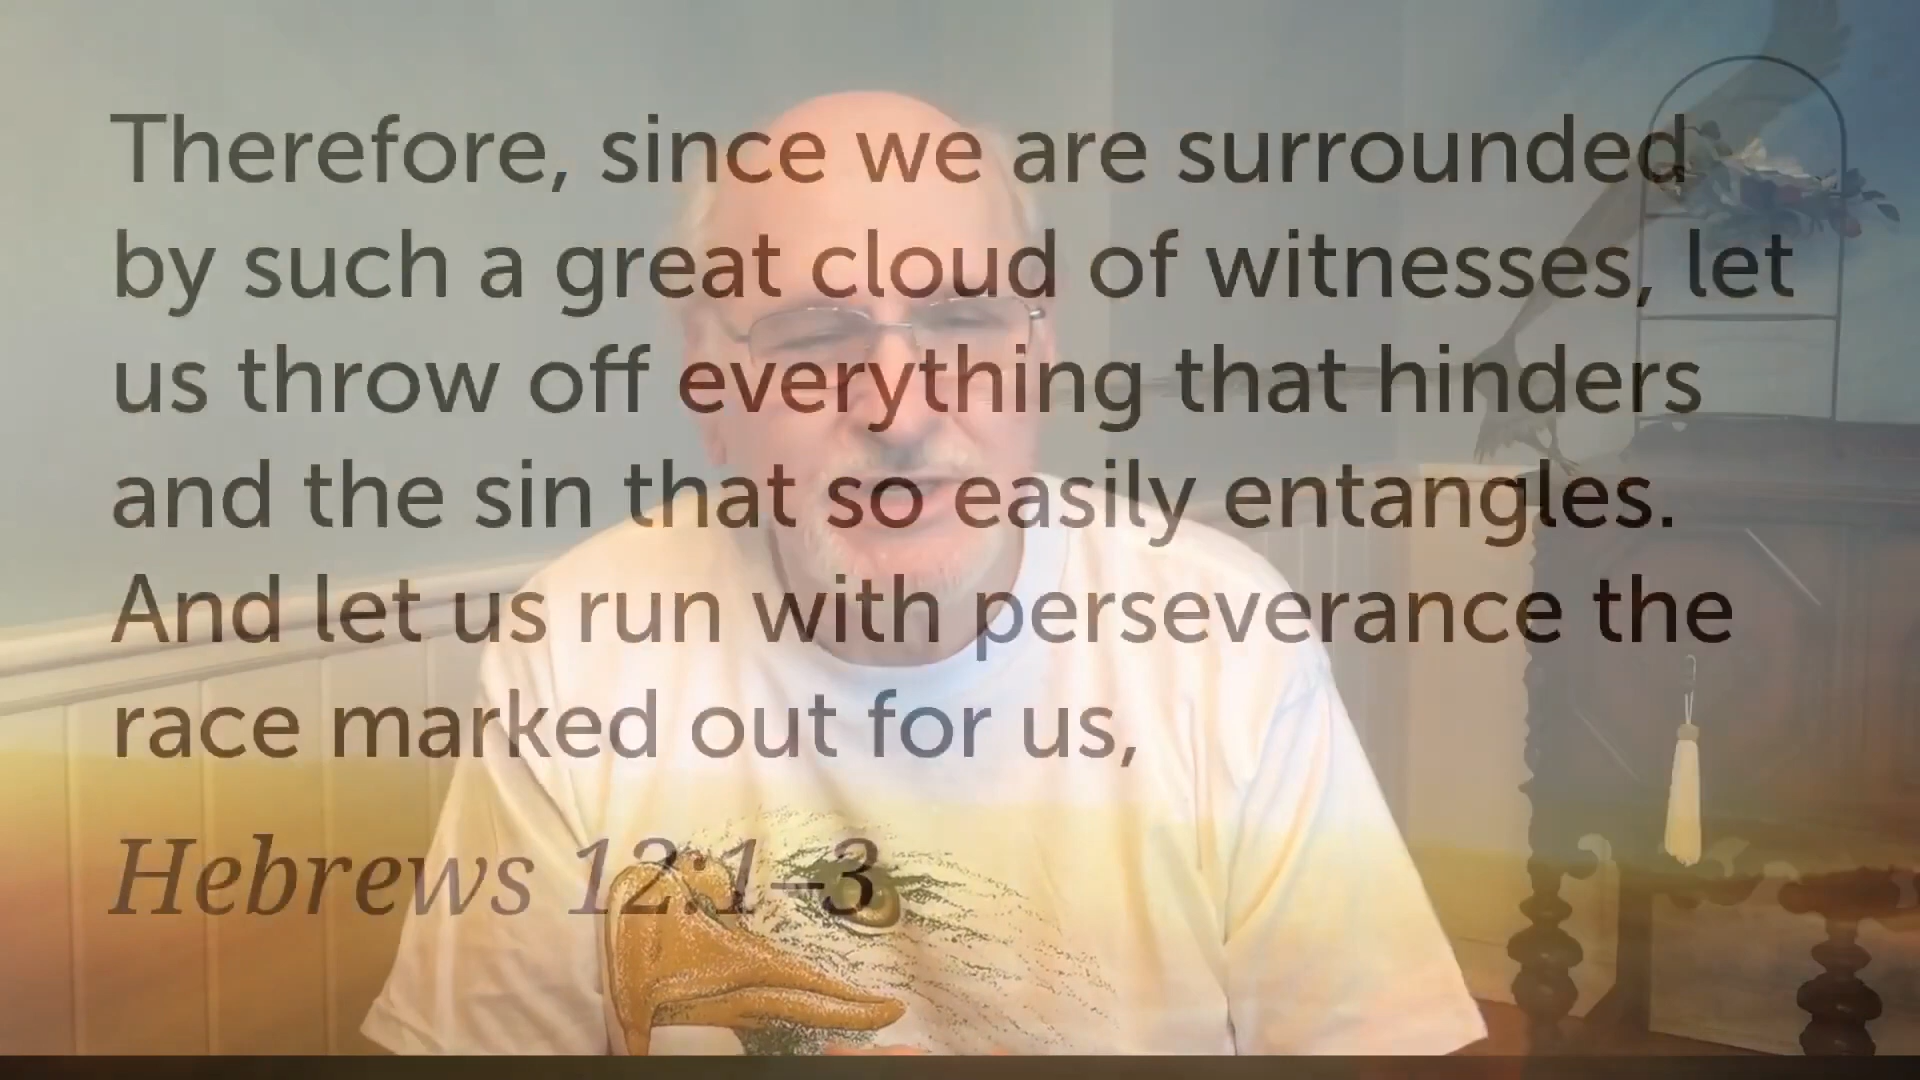 Therefore, since we are surrounded
by such a great cloud of witnesses, let
us throw off everything that hinders
and the sin that so easily entangles.
And let us run with perseverance the
race marked out for us,
Hebrews 12:1–3